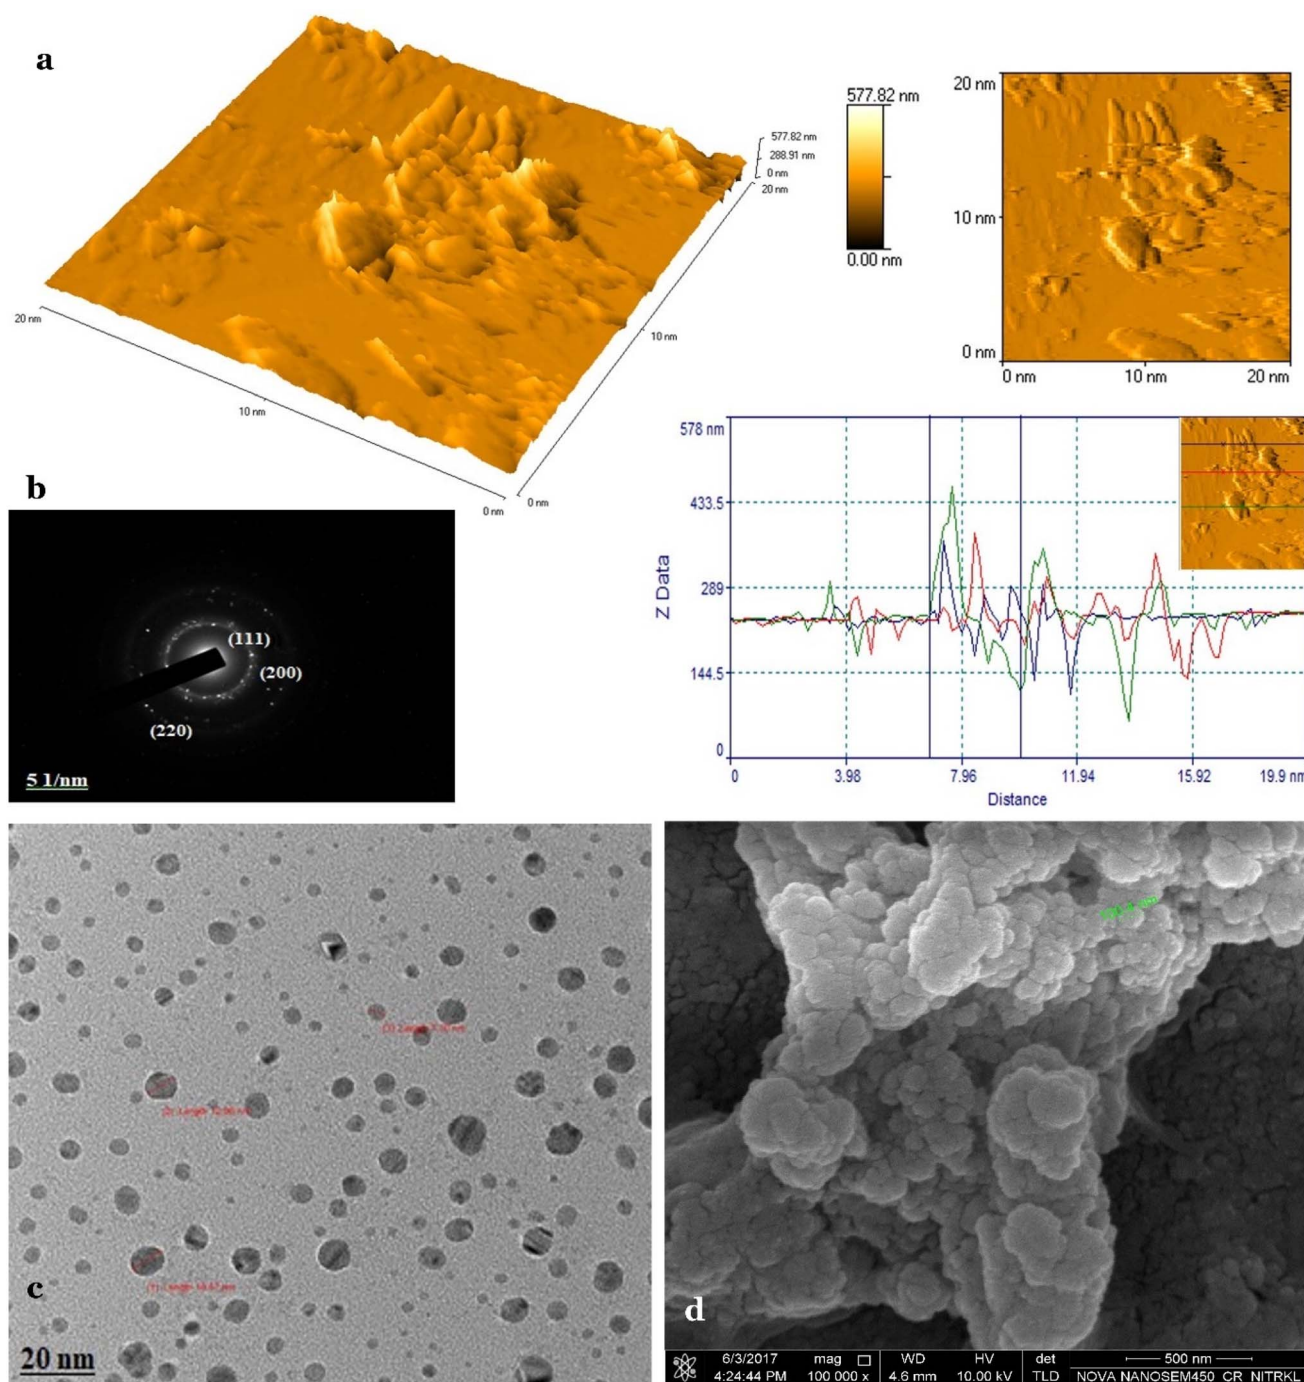 a
577.82 nm
288.91 nm
0 nm
20 nm
10 nm
0 nm
20 nm
10 nm
0 nm
577.82 nm
0.00 nm
20 nm
10 nm
0 nm
0 nm
10 nm
20 nm
578 nm
433.5
289
144.5
0
Z Data
0
3.98
7.96
11.94
15.92
19.9 nm
Distance
b
(111)
(200)
(220)
5 1/nm
c
20 nm
d
6/3/2017
4:24:44 PM
mag
100 000 x
WD
4.6 mm
HV
10.00 kV
det
TLD
500 nm
NOVA NANOSEM450_CR_NITRKL